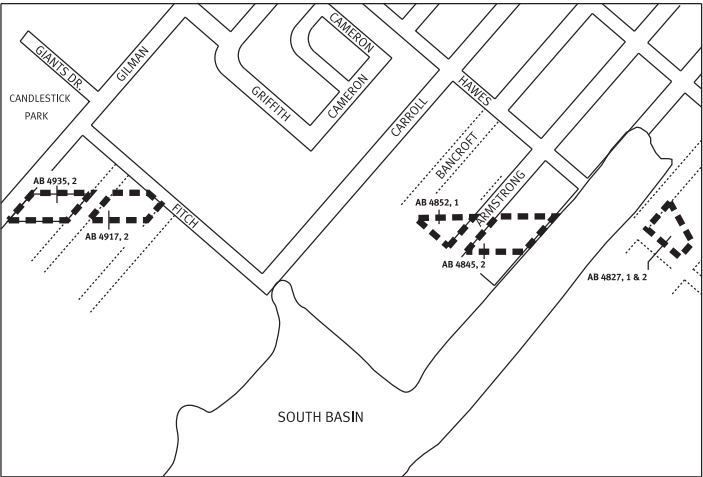 GIANTS DR.
GILMAN
CANDLESTICK
PARK
CAMERON
CAMERON
GRIFFITH
HAWES
CARROLL
BANCROFT
ARMSTRONG
FITCH
AB 4935, 2
AB 4917, 2
AB 4852, 1
AB 4845, 2
AB 4827, 1 & 2
SOUTH BASIN